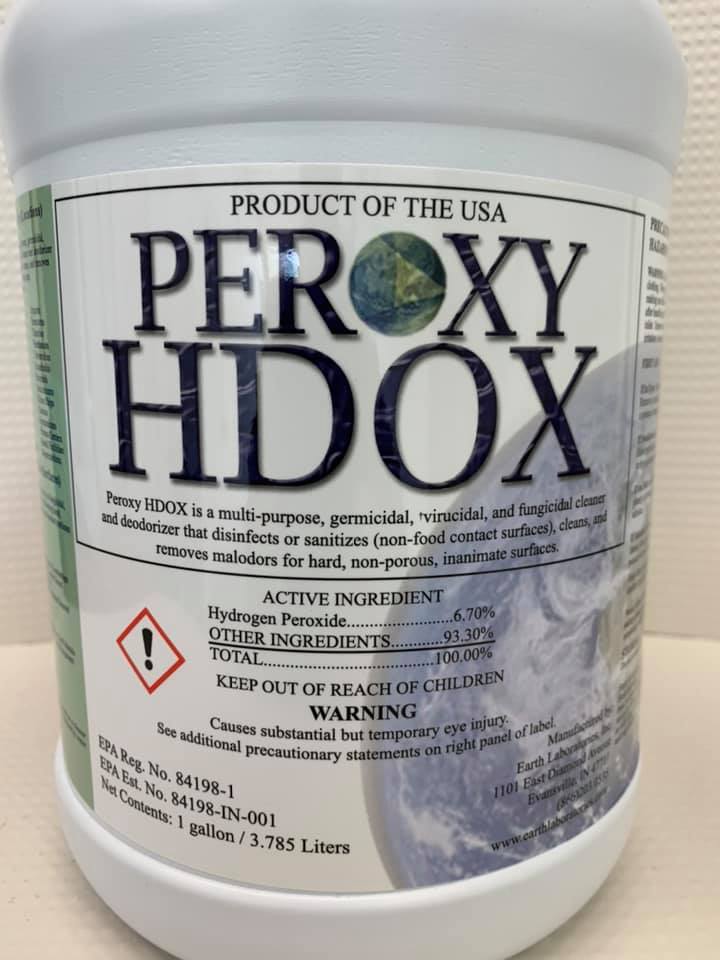 PRODUCT OF THE USA
PEROXY
HDOX
Peroxy HDOX is a multi-purpose, germicidal, †virucidal, and fungicidal cleaner
and deodorizer that disinfects or sanitizes (non-food contact surfaces), cleans, and
removes malodors for hard, non-porous, inanimate surfaces.
ACTIVE INGREDIENT
Hydrogen Peroxide.......................6.70%
OTHER INGREDIENTS...........93.30%
TOTAL....................................100.00%
KEEP OUT OF REACH OF CHILDREN
WARNING
Causes substantial but temporary eye injury.
See additional precautionary statements on right panel of label.
EPA Reg. No. 84198-1
EPA Est. No. 84198-IN-001
Net Contents: 1 gallon / 3.785 Liters
Manufactured by
Earth Laboratories, Inc.
1101 East Diamond Avenue
Evansville, IN
www.earthlaboratories.com